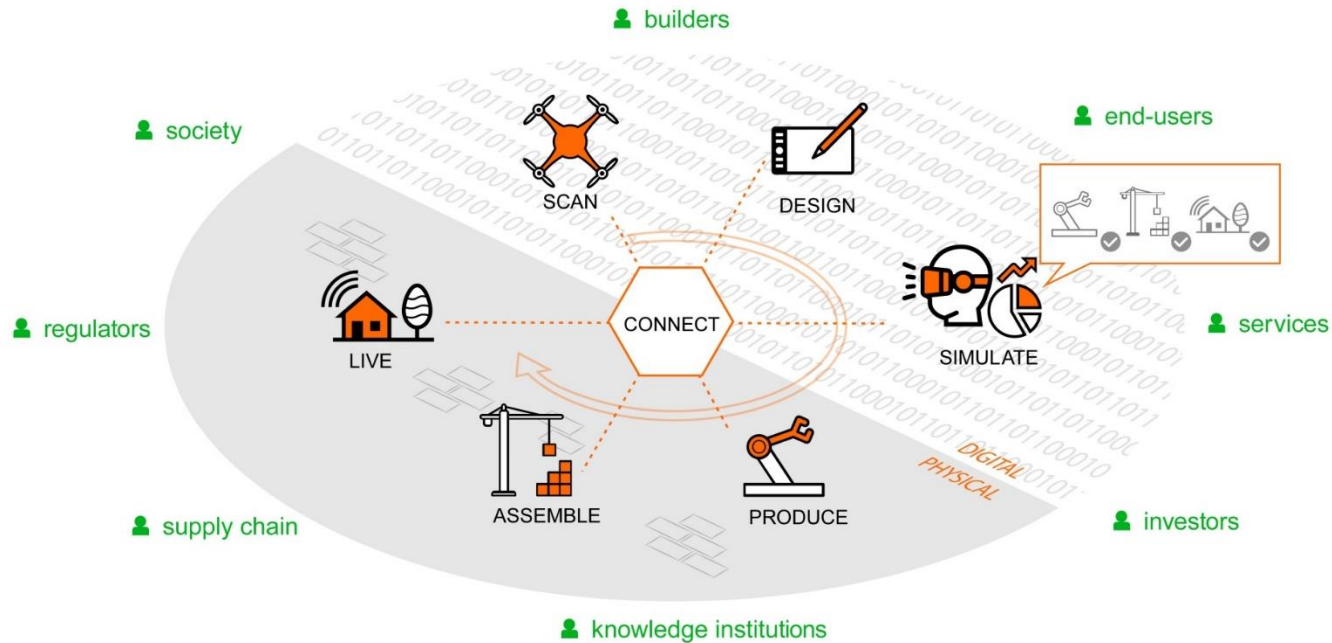 builders
society
end-users
SCAN
DESIGN
regulators
LIVE
CONNECT
SIMULATE
services
DIGITAL
PHYSICAL
ASSEMBLE
PRODUCE
supply chain
investors
knowledge institutions